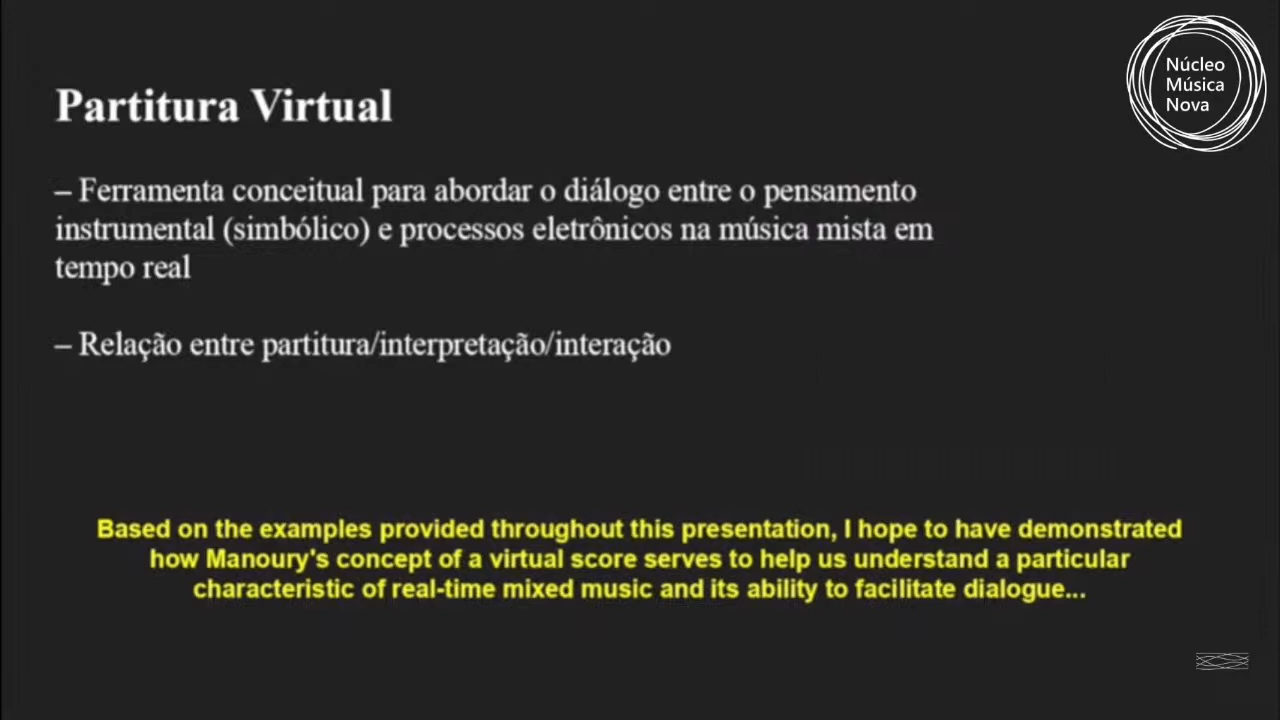 Núcleo
Música
Nova
Partitura Virtual
– Ferramenta conceitual para abordar o diálogo entre o pensamento
instrumental (simbólico) e processos eletrônicos na música mista em
tempo real
– Relação entre partitura/interpretação/interação
Based on the examples provided throughout this presentation, I hope to have demonstrated
how Manoury's concept of a virtual score serves to help us understand a particular
characteristic of real-time mixed music and its ability to facilitate dialogue...